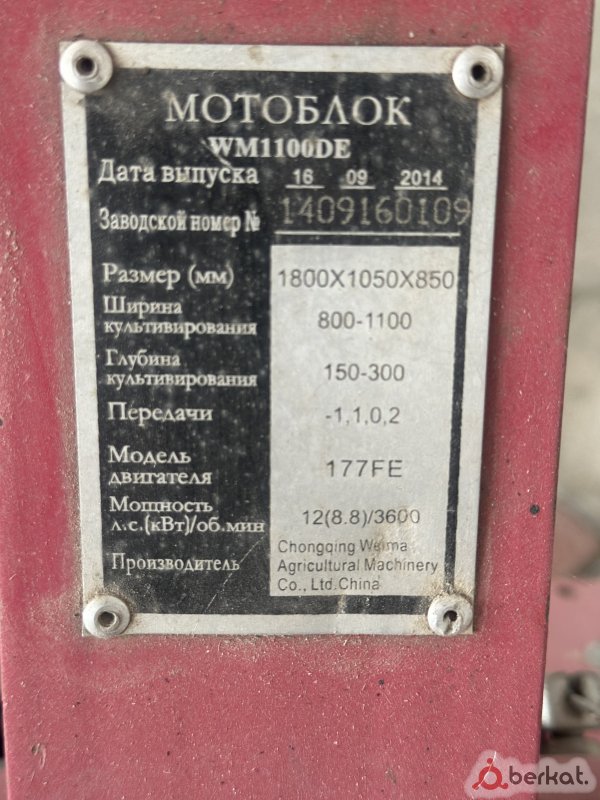 МОТОБЛОК
WM1100DE
Дата выпуска 16 09 2014
Заводской номер № 1409160109
Размер (мм) 1800X1050X850
Ширина
культивирования 800-1100
Глубина
культивирования 150-300
Передачи -1,1,0,2
Модель
двигателя 177FE
Мощность
л.с.(кВт)/об.мин 12(8.8)/3600
Производитель Chongqing Weima
Agricultural Machinery
Co., Ltd.China
berkat.